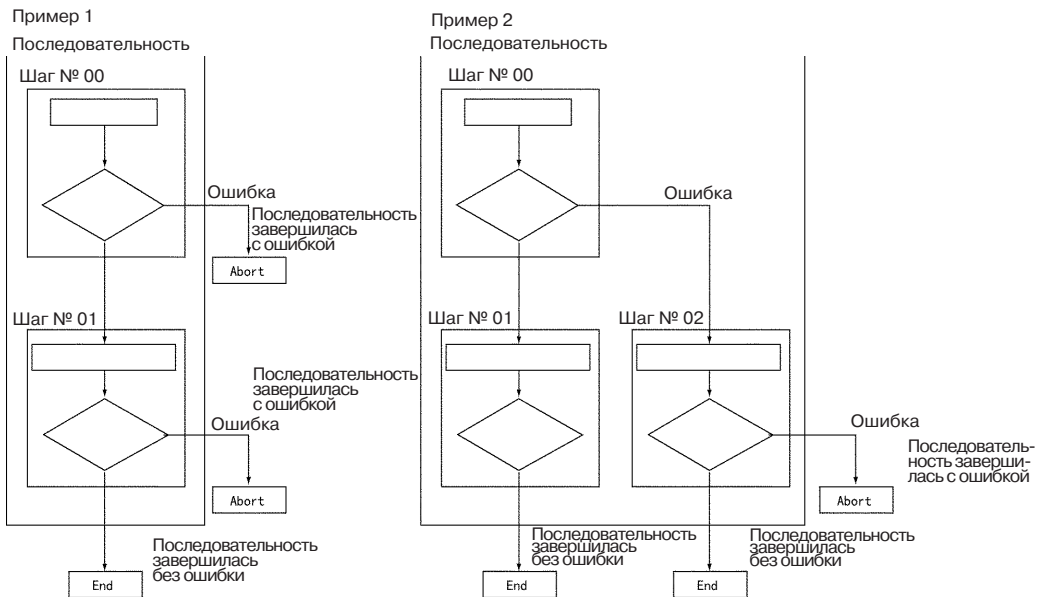 Пример 1
Последовательность
Шаг № 00
Ошибка
Последовательность
завершилась
с ошибкой
Abort
Шаг № 01
Последовательность
завершилась
с ошибкой
Ошибка
Abort
Последовательность
завершилась
без ошибки
End
Пример 2
Последовательность
Шаг № 00
Ошибка
Шаг № 01
Шаг № 02
Ошибка
Последователь-
ность заверши-
лась с ошибкой
Abort
Последовательность
завершилась
без ошибки
End
Последовательность
завершилась
без ошибки
End